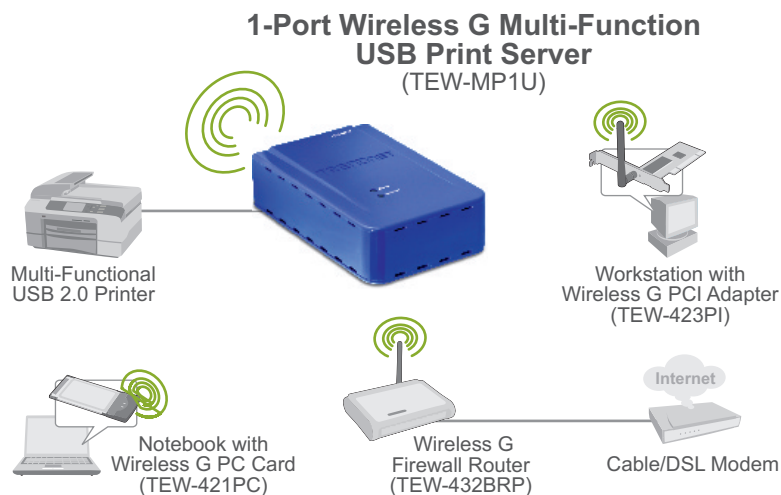 1-Port Wireless G Multi-Function
USB Print Server
(TEW-MP1U)
Multi-Functional
USB 2.0 Printer
Workstation with
Wireless G PCI Adapter
(TEW-423PI)
Internet
Notebook with
Wireless G PC Card
(TEW-421PC)
Wireless G
Firewall Router
(TEW-432BRP)
Cable/DSL Modem